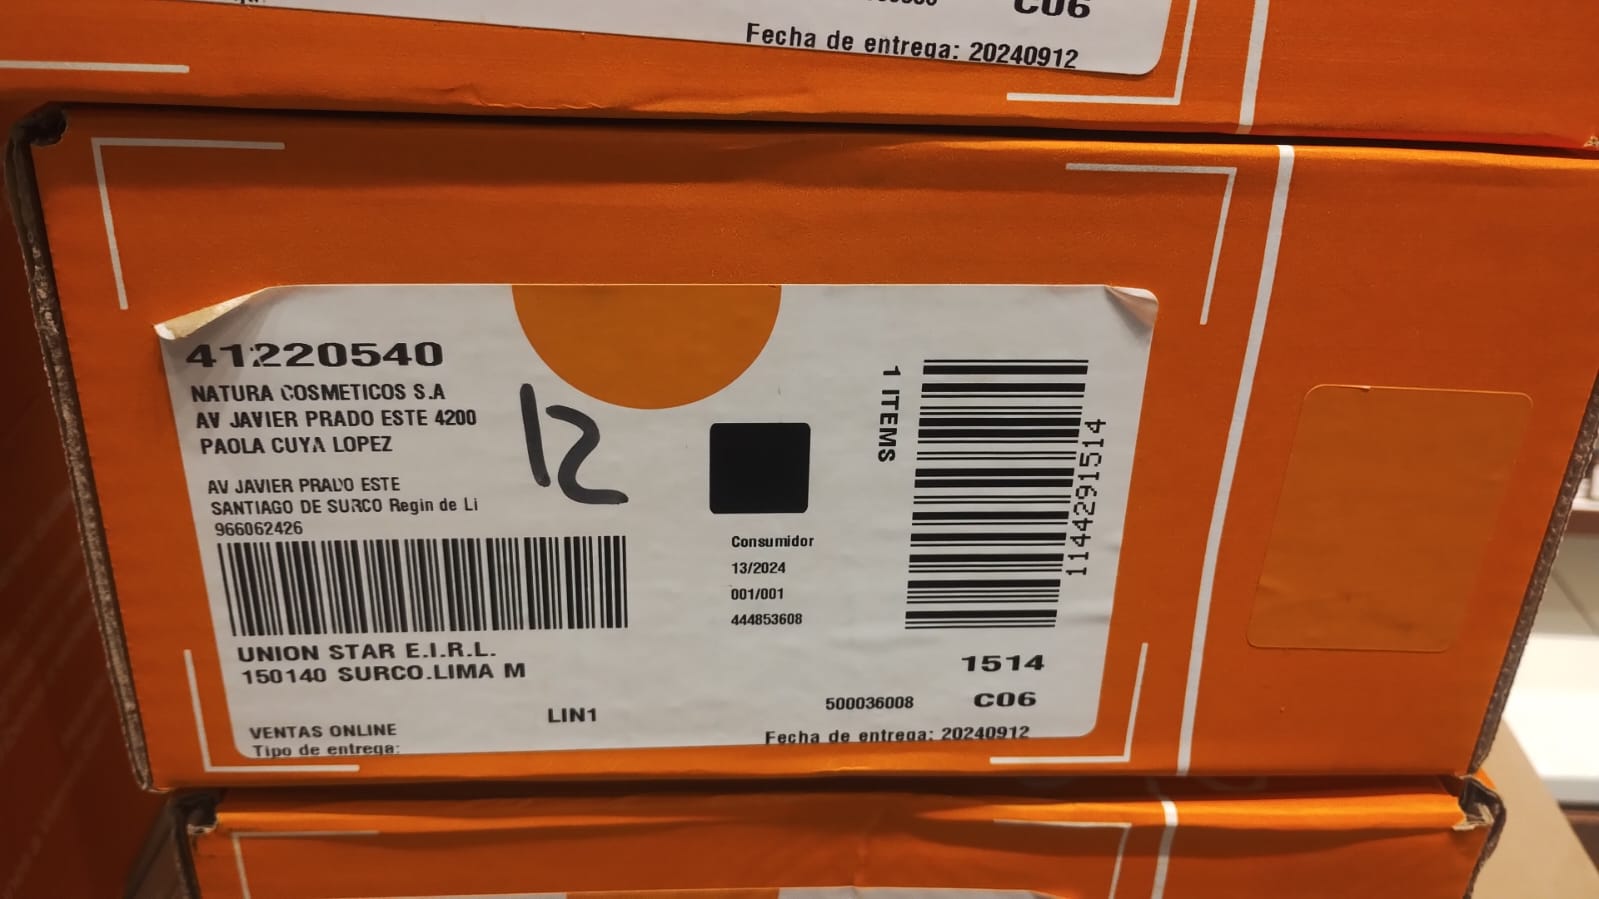 C06
Fecha de entrega: 20240912
41220540
NATURA COSMETICOS S.A
AV JAVIER PRADO ESTE 4200
PAOLA CUYA LOPEZ
AV JAVIER PRADO ESTE
SANTIAGO DE SURCO Regin de Li
966062426
UNION STAR E.I.R.L.
150140 SURCO.LIMA M
LIN1
VENTAS ONLINE
Tipo de entrega:
12
Consumidor
13/2024
001/001
444853608
1 ITEMS
1144291514
1514
500036008 C06
Fecha de entrega: 20240912